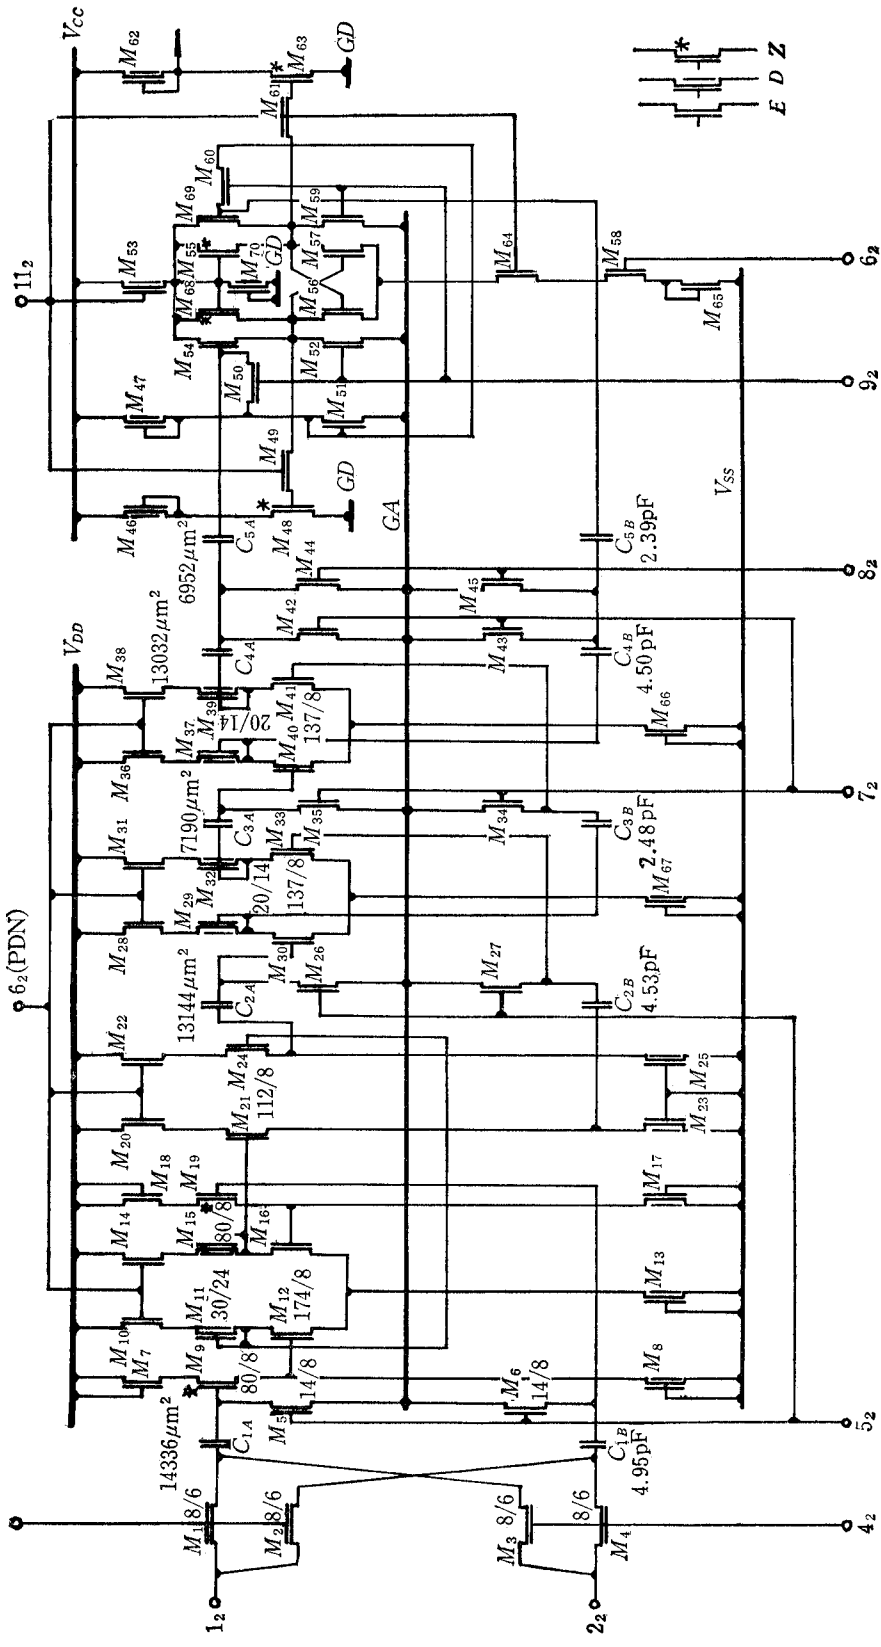 V_CC
V_DD
11₂
6₂(PDN)
M₆₂
M₆₃
GD
M₆₁
M₆₀
M₆₉
M₅₉
M₅₃
M₅₅
M₅₇
M₇₀
GD
M₆₈
M₅₆
M₅₄
M₅₂
M₅₀
M₅₁
M₄₇
M₄₉
M₄₆
M₄₈
GD
GA
M₆₄
M₅₈
M₆₅
V_SS
E D Z
6₂
9₂
6952μm²
C₅A
M₄₄
M₄₂
M₄₅
M₄₃
C₅B
2.39pF
8₂
13032μm²
C₄A
C₄B
4.50pF
M₃₈
M₃₉
M₃₇
M₃₆
20/14
M₄₁
M₄₀
137/8
M₆₆
7190μm²
C₃A
M₃₃
M₃₅
M₃₄
C₃B
2.48pF
7₂
M₃₁
M₃₂
M₂₉
M₂₈
20/14
137/8
M₃₀
M₆₇
13144μm²
C₂A
M₂₆
M₂₇
C₂B
4.53pF
M₂₂
M₂₀
M₂₄
M₂₁
112/8
M₂₅
M₂₃
M₁₈
M₁₉
M₁₄
M₁₅
80/8
M₁₆
M₁₇
M₁₀
M₁₁
30/24
M₁₂
174/8
M₁₃
M₇
M₉
80/8
14/8
M₅
M₆
14/8
M₈
14336μm²
C₁A
C₁B
4.95pF
5₂
M₁
8/6
M₂
8/6
M₃
8/6
M₄
8/6
1₂
2₂
4₂